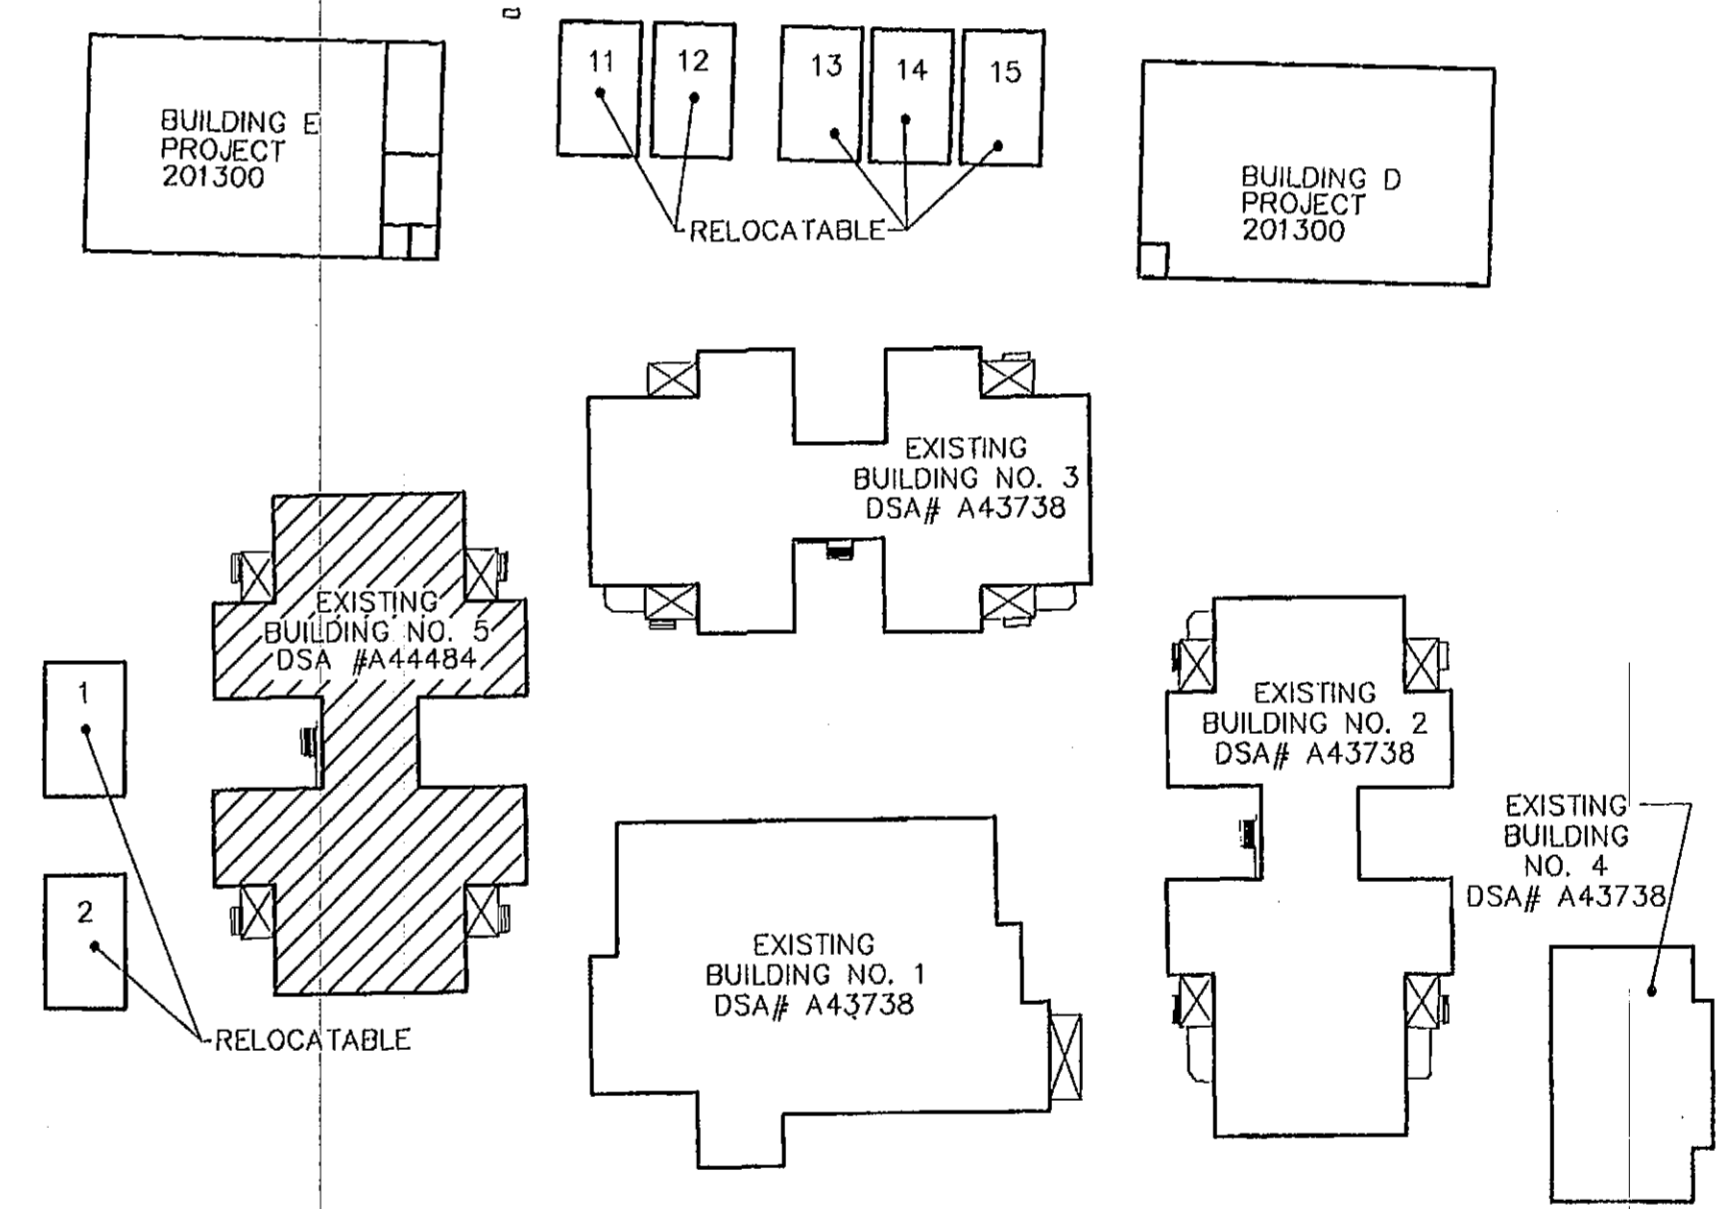 BUILDING E
PROJECT
201300
11
12
13
14
15
RELOCATABLE
BUILDING D
PROJECT
201300
EXISTING
BUILDING NO. 3
DSA# A43738
EXISTING
BUILDING NO. 5
DSA #A44484
1
2
RELOCATABLE
EXISTING
BUILDING NO. 2
DSA# A43738
EXISTING
BUILDING
NO. 4
DSA# A43738
EXISTING
BUILDING NO. 1
DSA# A43738